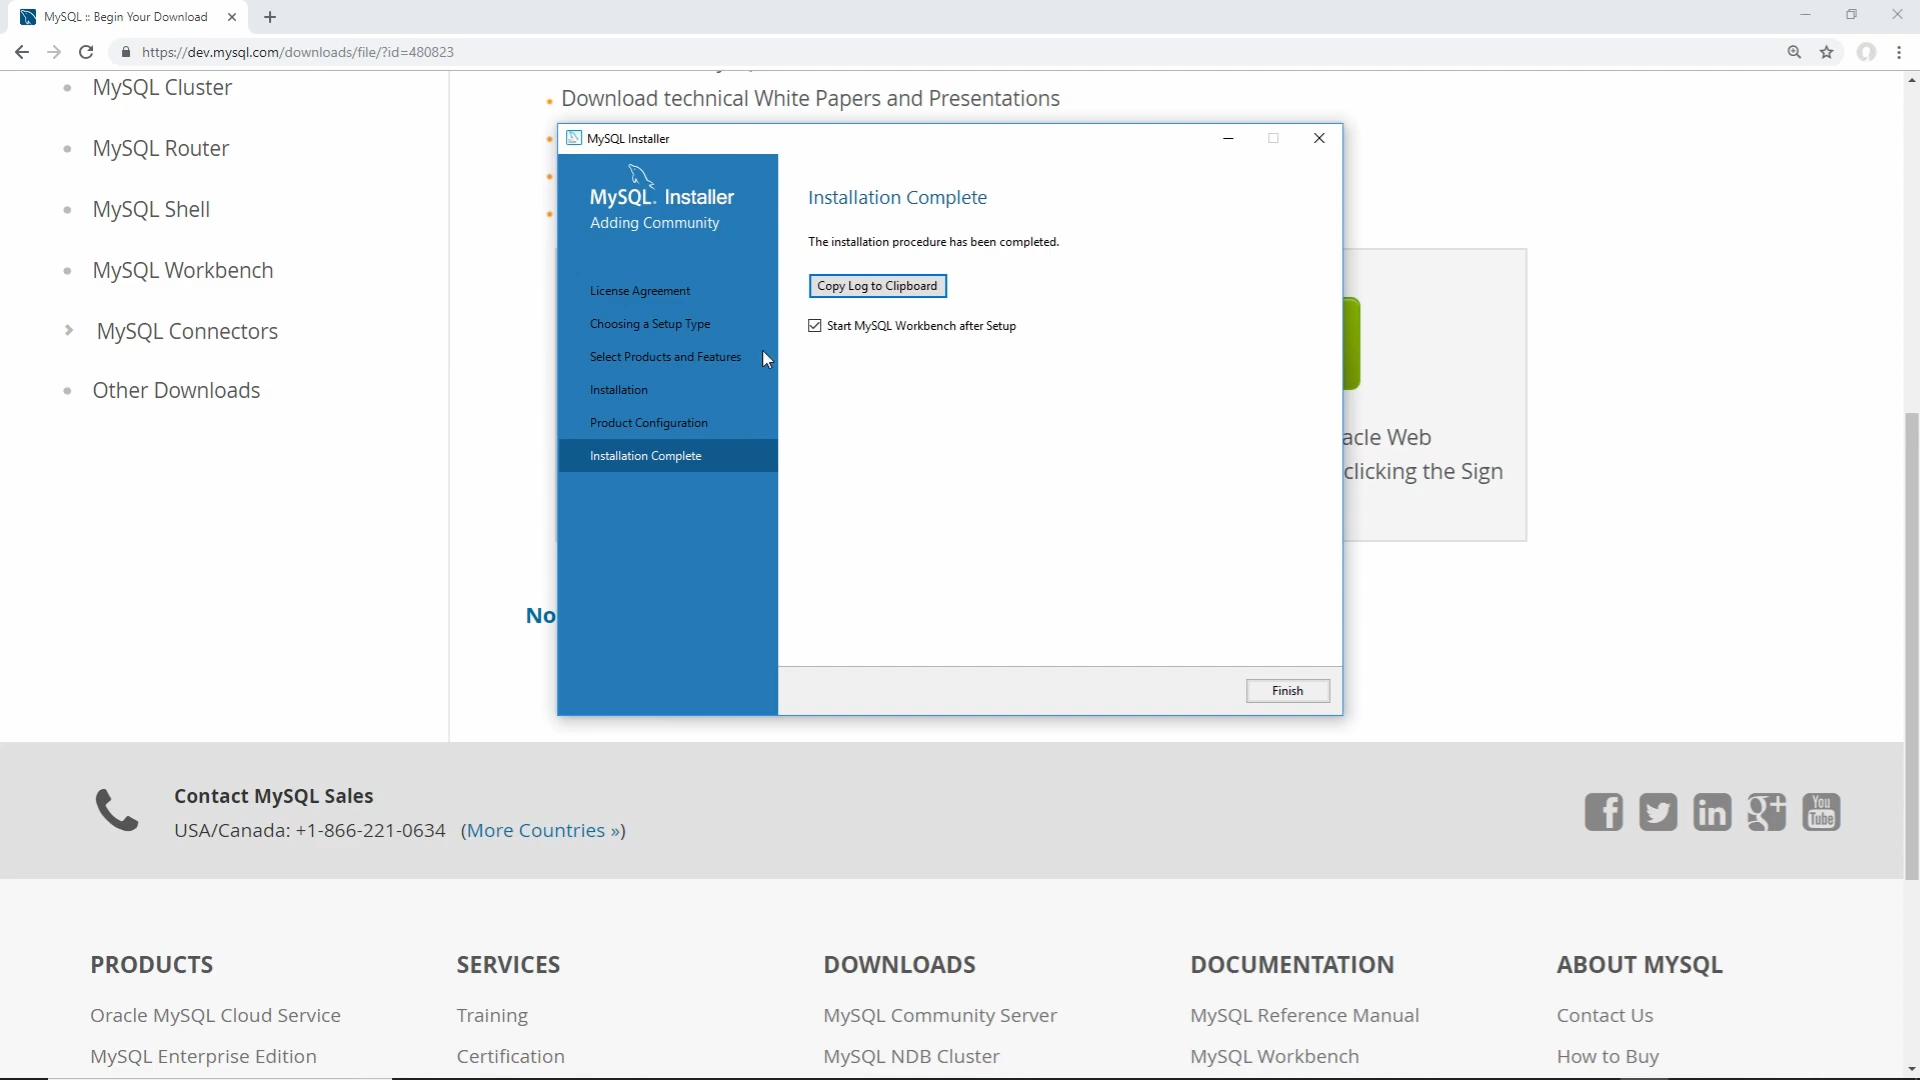 MySQL :: Begin Your Download
https://dev.mysql.com/downloads/file/?id=480823
MySQL Cluster
MySQL Router
MySQL Shell
MySQL Workbench
MySQL Connectors
Other Downloads
Download technical White Papers and Presentations
MySQL Installer
MySQL. Installer
Adding Community
License Agreement
Choosing a Setup Type
Select Products and Features
Installation
Product Configuration
Installation Complete
Installation Complete
The installation procedure has been completed.
Copy Log to Clipboard
Start MySQL Workbench after Setup
Finish
acle Web
clicking the Sign
No
Contact MySQL Sales
USA/Canada: +1-866-221-0634 (More Countries »)
f
in
g+
You
Tube
PRODUCTS
Oracle MySQL Cloud Service
MySQL Enterprise Edition
SERVICES
Training
Certification
DOWNLOADS
MySQL Community Server
MySQL NDB Cluster
DOCUMENTATION
MySQL Reference Manual
MySQL Workbench
ABOUT MYSQL
Contact Us
How to Buy